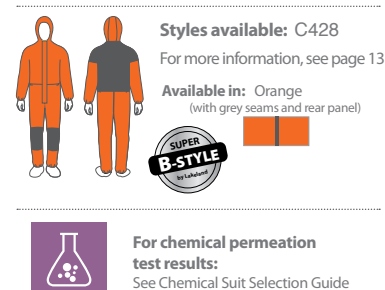 Styles available: C428
For more information, see page 13
Available in: Orange
(with grey seams and rear panel)
SUPER
B-STYLE
by Lakeland
For chemical permeation
test results:
See Chemical Suit Selection Guide